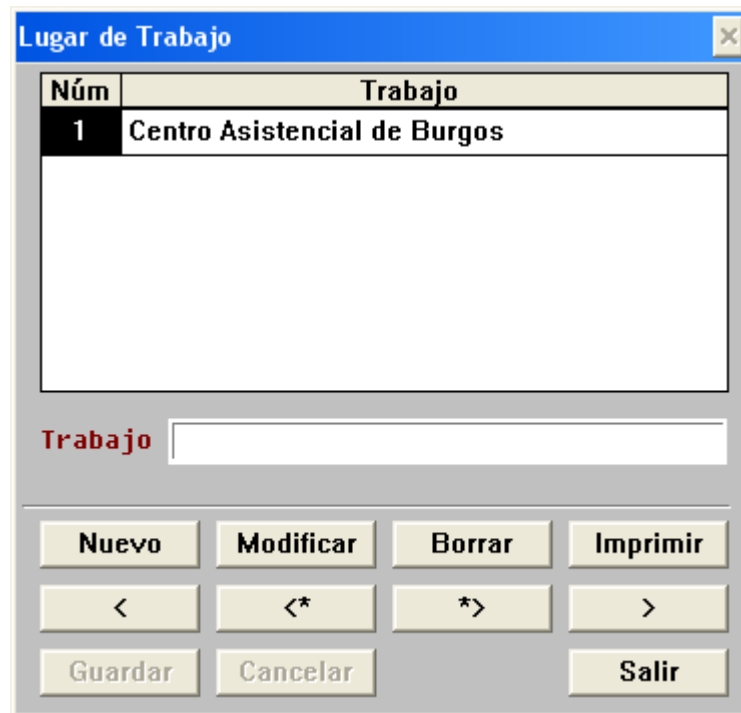 Lugar de Trabajo
Núm Trabajo
1 Centro Asistencial de Burgos
Trabajo
Nuevo Modificar Borrar Imprimir
< <* *> >
Guardar Cancelar Salir